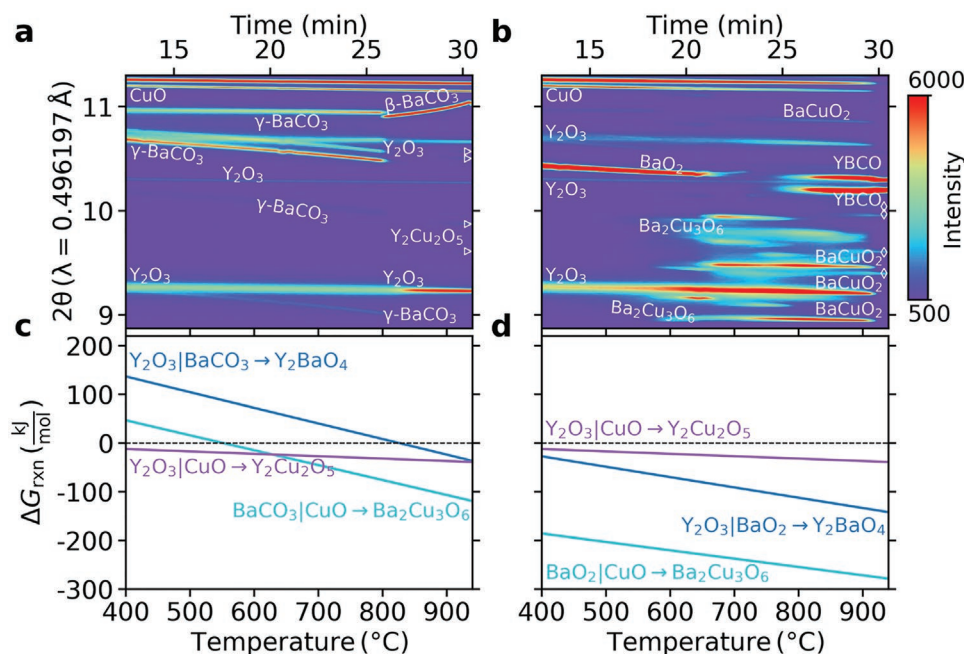 Time (min)
Time (min)
a
15
20
25
30
b
15
20
25
30
2θ (λ = 0.496197 Å)
11
10
9
CuO
β-BaCO₃
γ-BaCO₃
Y₂O₃
γ-BaCO₃
Y₂O₃
γ-BaCO₃
Y₂Cu₂O₅
Y₂O₃
Y₂O₃
γ-BaCO₃
CuO
BaCuO₂
Y₂O₃
BaO₂
YBCO
Y₂O₃
YBCO
Ba₂Cu₃O₆
BaCuO₂
Y₂O₃
BaCuO₂
Ba₂Cu₃O₆
BaCuO₂
6000
Intensity
500
c
d
ΔG_rxn (kJ/mol)
200
100
0
-100
-200
-300
Y₂O₃|BaCO₃→Y₂BaO₄
Y₂O₃|CuO→Y₂Cu₂O₅
BaCO₃|CuO→Ba₂Cu₃O₆
Y₂O₃|CuO→Y₂Cu₂O₅
Y₂O₃|BaO₂→Y₂BaO₄
BaO₂|CuO→Ba₂Cu₃O₆
400
500
600
700
800
900
400
500
600
700
800
900
Temperature (°C)
Temperature (°C)